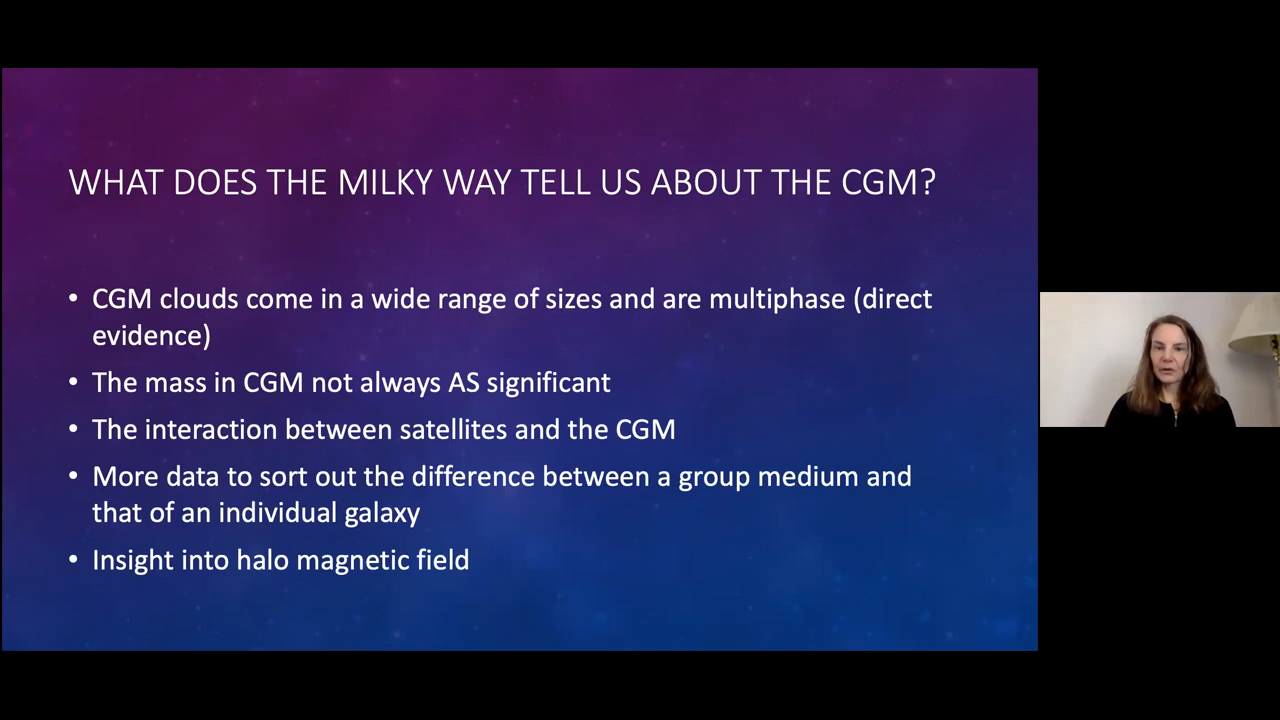 WHAT DOES THE MILKY WAY TELL US ABOUT THE CGM?
• CGM clouds come in a wide range of sizes and are multiphase (direct
evidence)
• The mass in CGM not always AS significant
• The interaction between satellites and the CGM
• More data to sort out the difference between a group medium and
that of an individual galaxy
• Insight into halo magnetic field